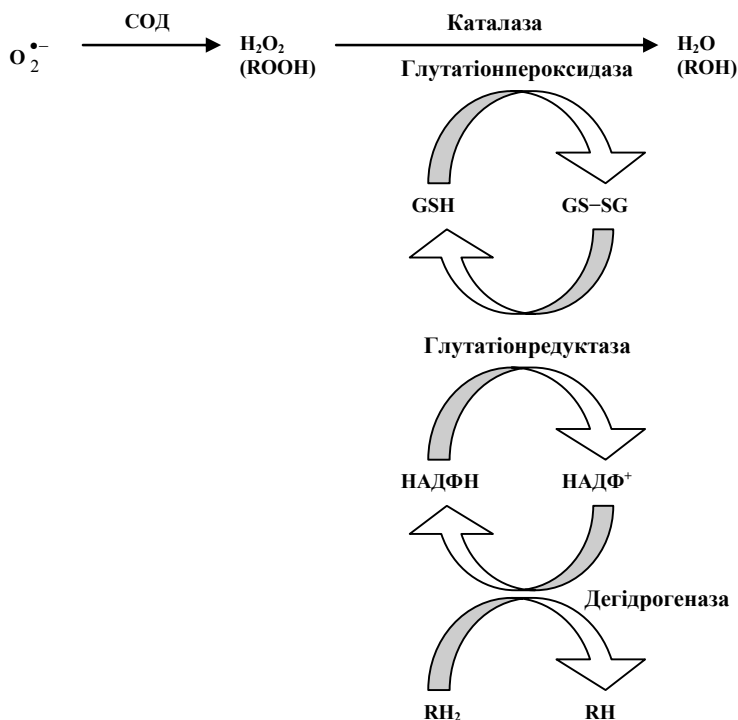 СОД
Каталаза
O₂•− H₂O₂ H₂O
(ROOH) (ROH)
Глутатіонпероксидаза
GSH GS−SG
Глутатіонредуктаза
НАДФН НАДФ⁺
Дегідрогеназа
RH₂ RH